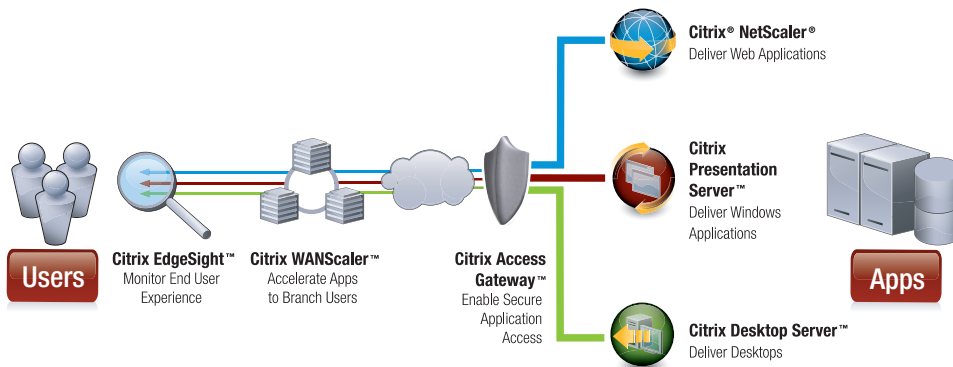 Users
Citrix EdgeSight™
Monitor End User
Experience
Citrix WANScaler™
Accelerate Apps
to Branch Users
Citrix Access
Gateway™
Enable Secure
Application
Access
Citrix® NetScaler®
Deliver Web Applications
Citrix
Presentation
Server™
Deliver Windows
Applications
Citrix Desktop Server™
Deliver Desktops
Apps